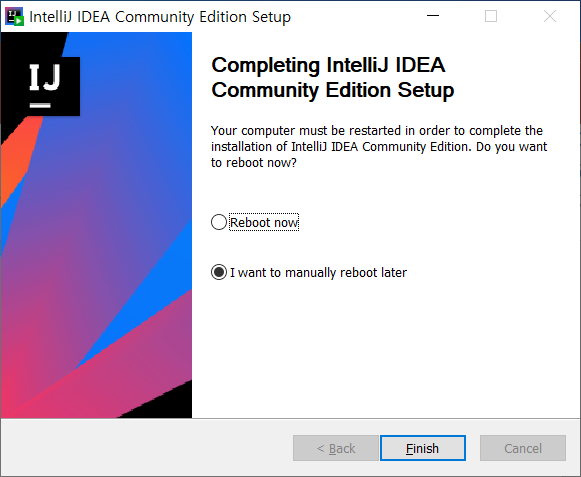 IntelliJ IDEA Community Edition Setup
IJ
Completing IntelliJ IDEA
Community Edition Setup
Your computer must be restarted in order to complete the
installation of IntelliJ IDEA Community Edition. Do you want
to reboot now?
Reboot now
I want to manually reboot later
< Back
Finish
Cancel